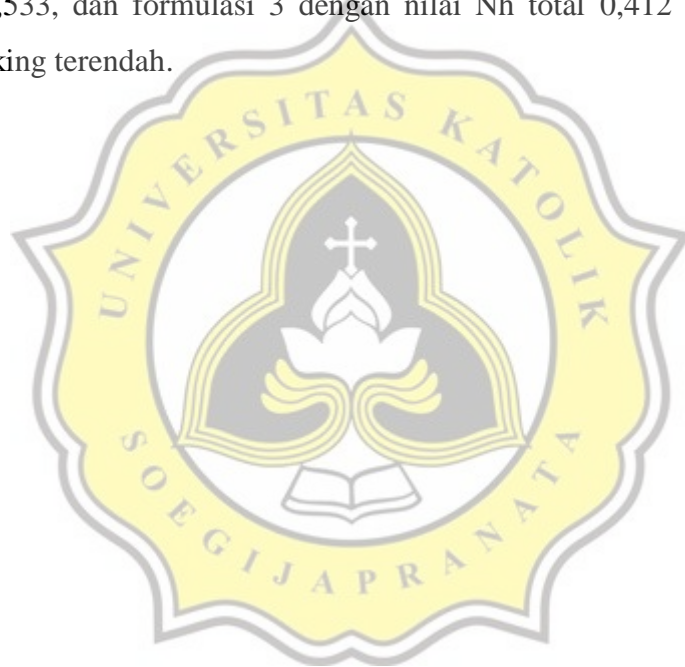 ,533, dan formulasi 3 dengan nilai Nh total 0,412
king terendah.
UNIVERSITAS KATOLIK
SOEGIJAPRANATA